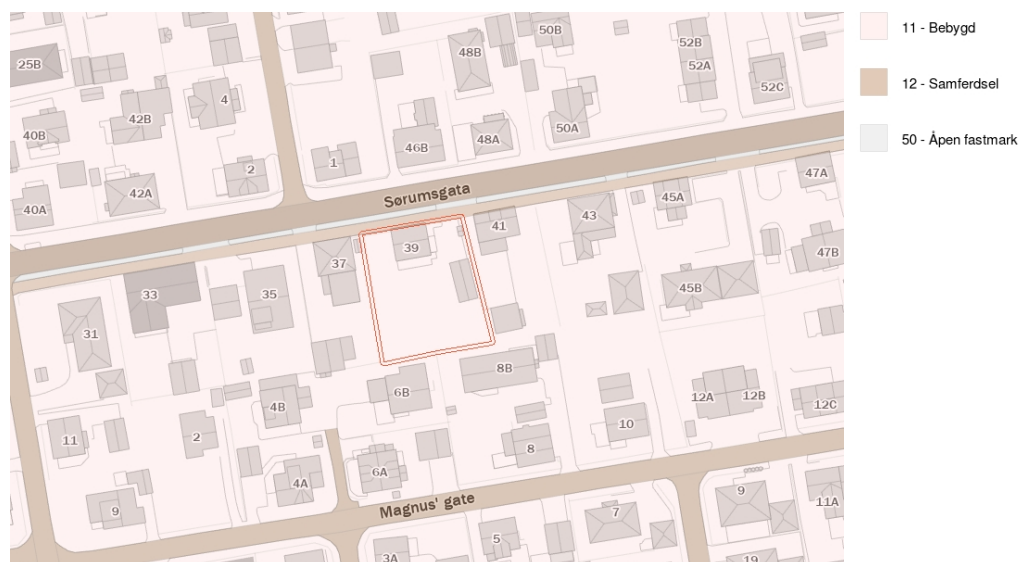 11 - Bebygd
12 - Samferdsel
50 - Åpen fastmark
25B
48B
50B
52B
52A
52C
4
42B
40B
50A
48A
46B
1
2
42A
40A
47A
Sørumsgata
45A
43
41
39
37
47B
45B
35
33
31
8B
6B
4B
12A
12B
12C
10
11
2
8
6A
4A
9
Magnus' gate
9
11A
7
5
3A
19